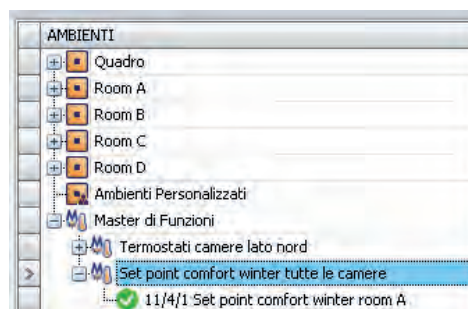 AMBIENTI
Quadro
Room A
Room B
Room C
Room D
Ambienti Personalizzati
Master di Funzioni
Termostati camere lato nord
Set point comfort winter tutte le camere
11/4/1 Set point comfort winter room A